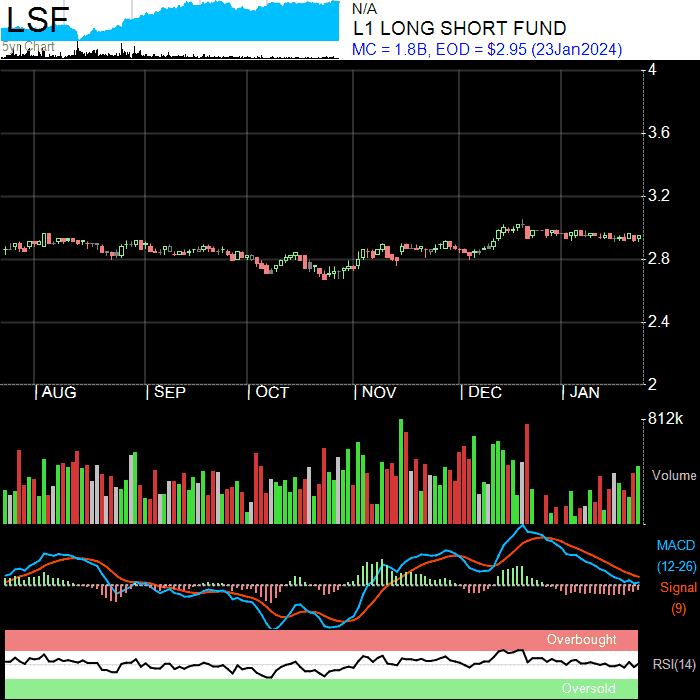 LSF
5yr Chart
N/A
L1 LONG SHORT FUND
MC = 1.8B, EOD = $2.95 (23Jan2024)
4
3.6
3.2
2.8
2.4
2
AUG SEP OCT NOV DEC JAN
812k
Volume
MACD
(12-26)
Signal
(9)
Overbought
RSI(14)
Oversold